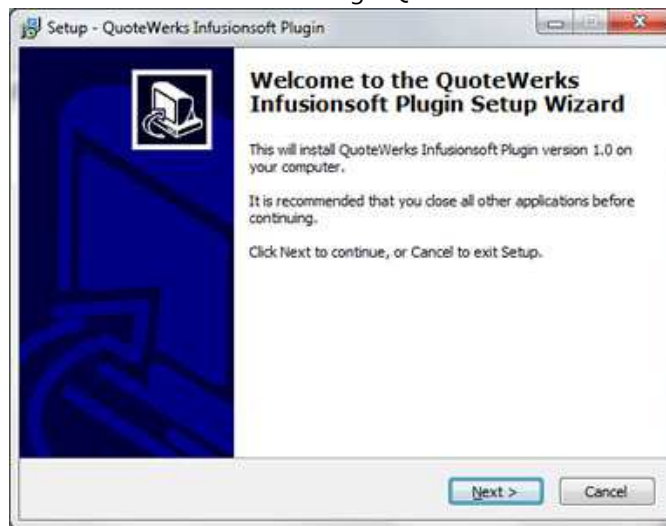 Setup - QuoteWerks Infusionsoft Plugin
Welcome to the QuoteWerks
Infusionsoft Plugin Setup Wizard
This will install QuoteWerks Infusionsoft Plugin version 1.0 on
your computer.
It is recommended that you close all other applications before
continuing.
Click Next to continue, or Cancel to exit Setup.
Next >
Cancel